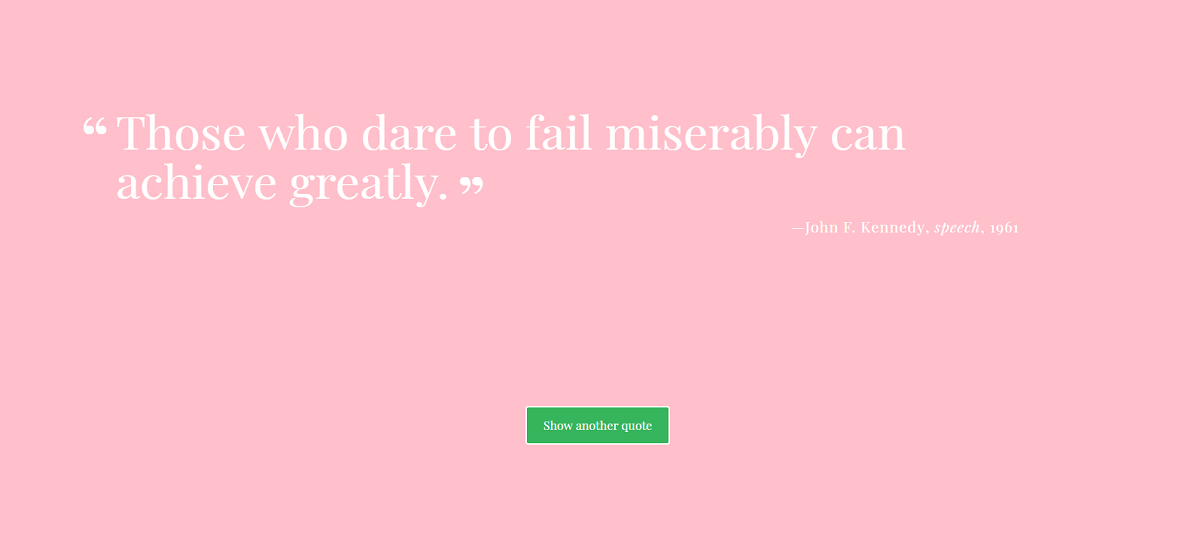 “Those who dare to fail miserably can
achieve greatly.”
—John F. Kennedy, speech, 1961
Show another quote